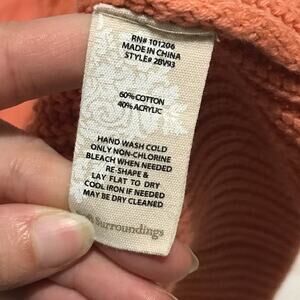 RN# 101206
MADE IN CHINA
STYLE# 2BV93
60% COTTON
40% ACRYLIC
HAND WASH COLD
ONLY NON-CHLORINE
BLEACH WHEN NEEDED
RE-SHAPE &
LAY FLAT TO DRY
COOL IRON IF NEEDED
MAY BE DRY CLEANED
Surroundings